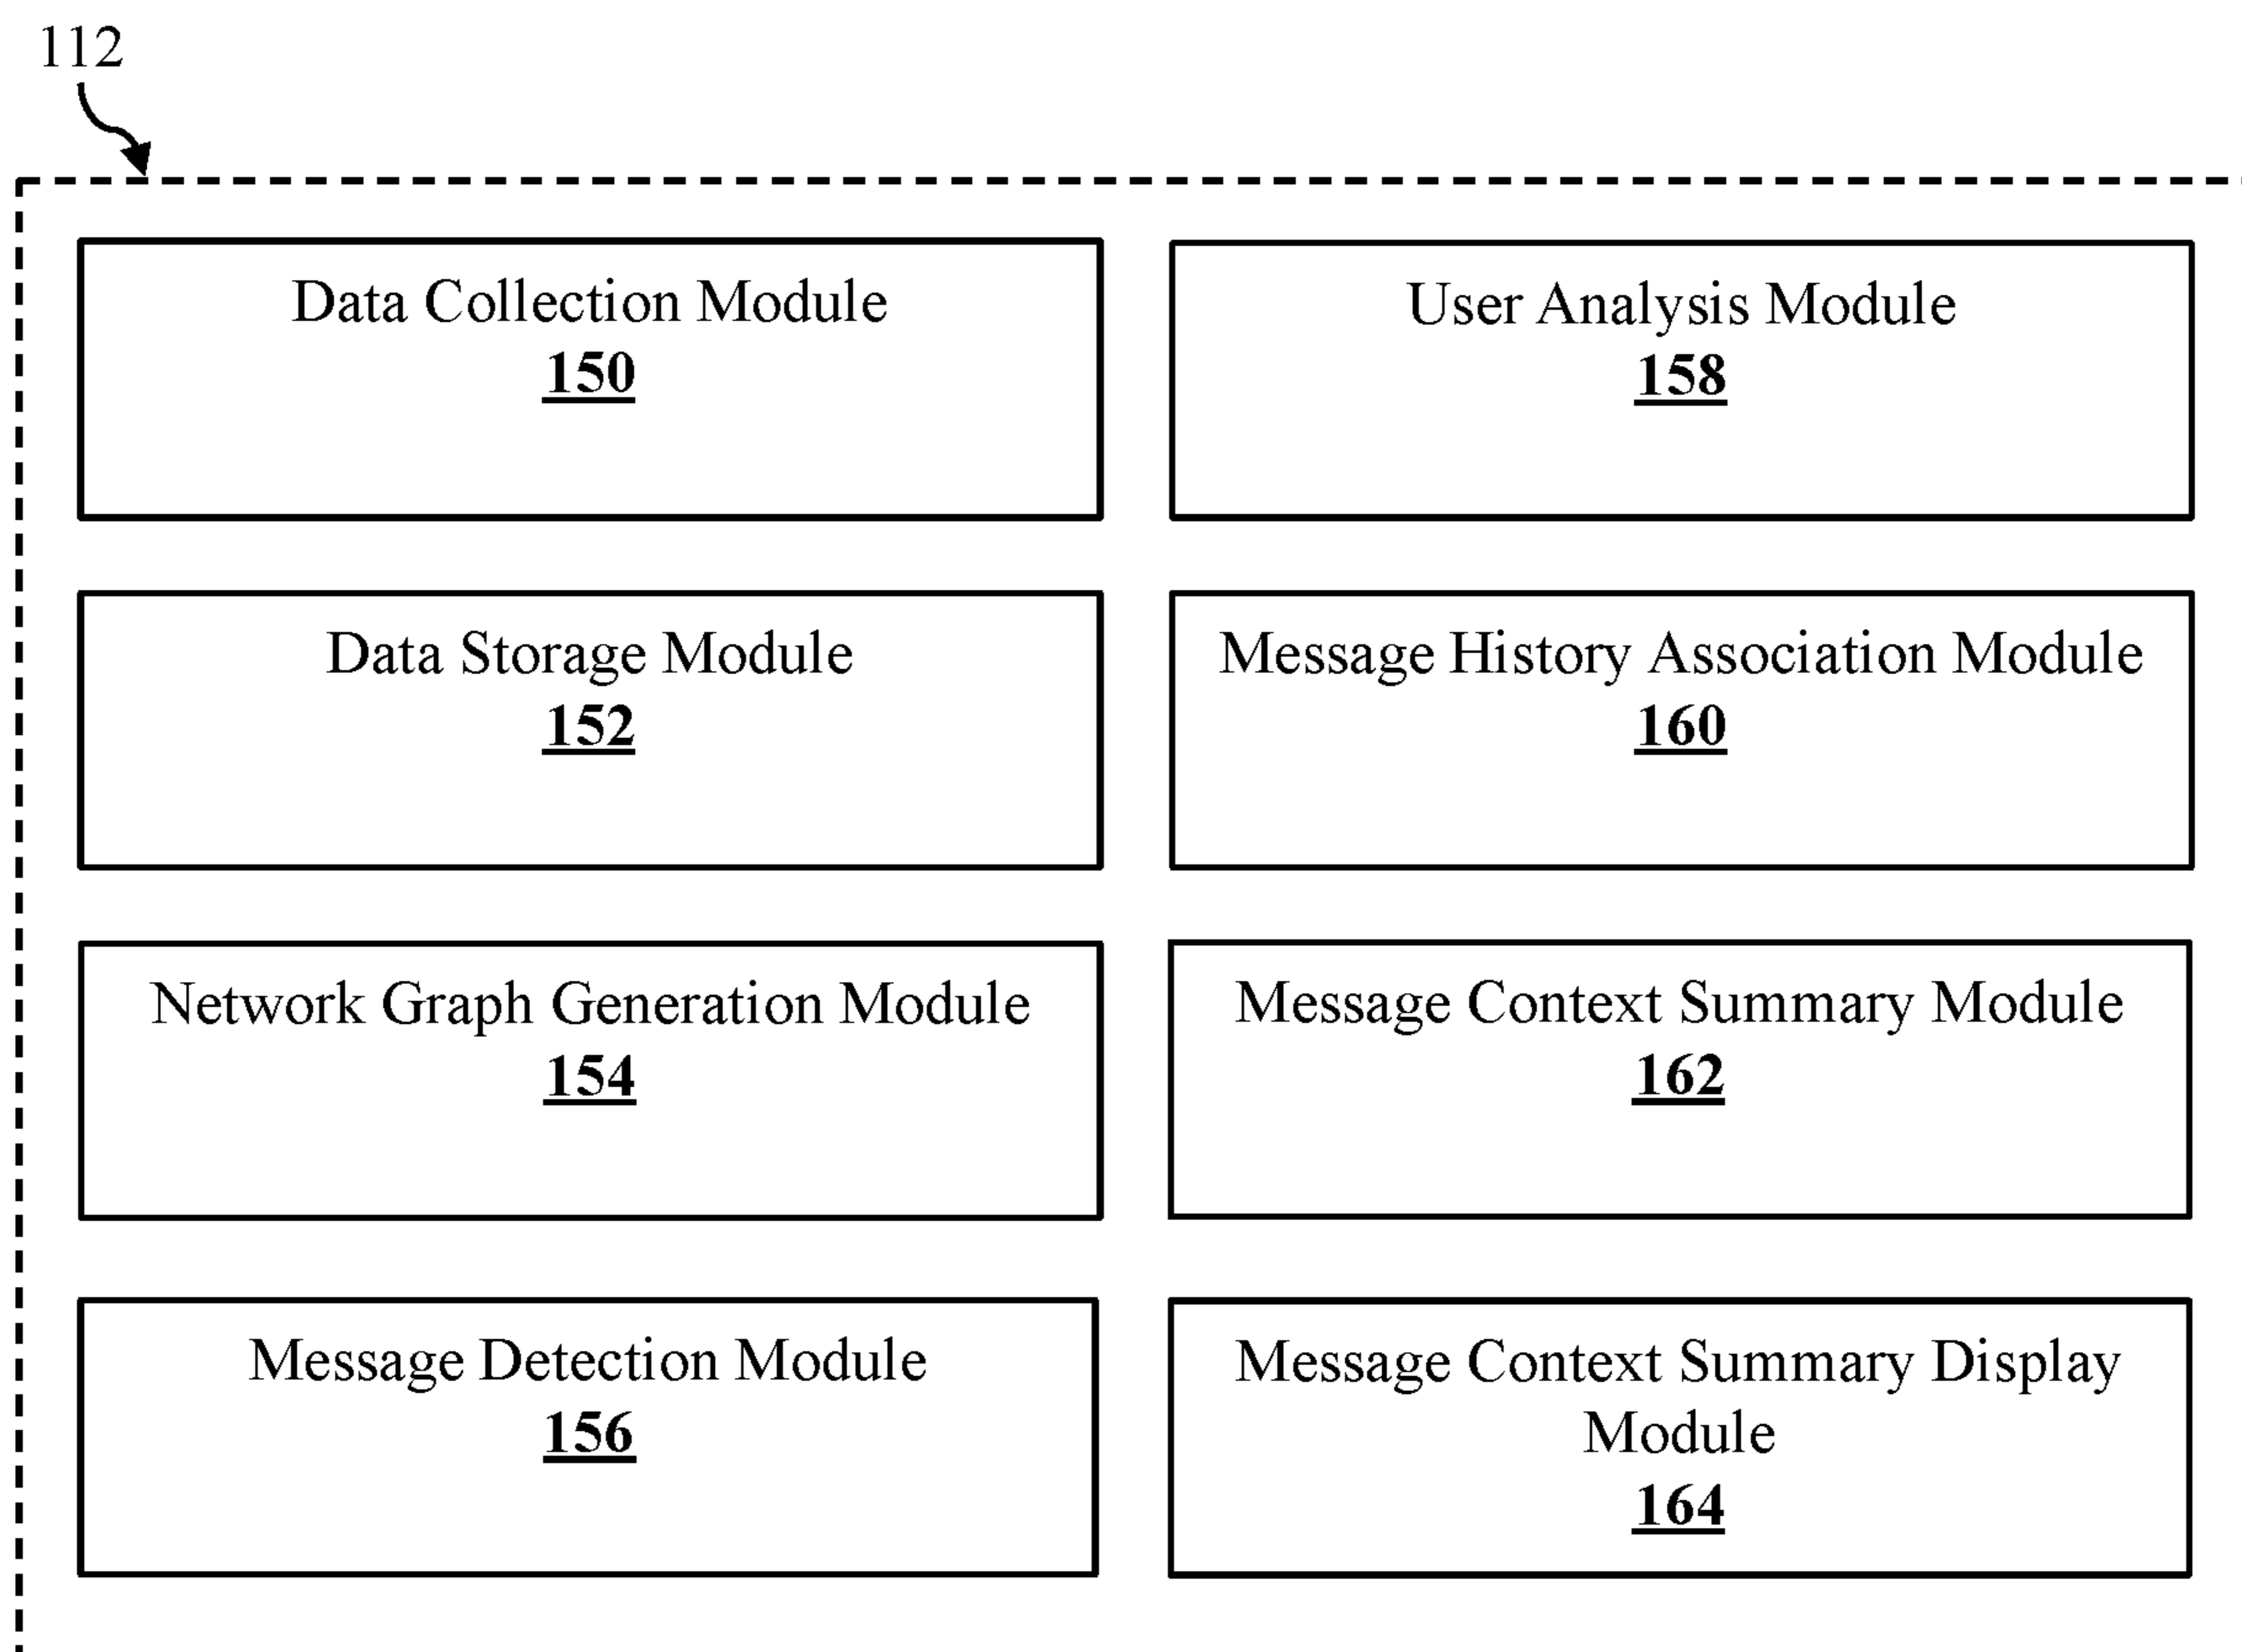 112
Data Collection Module
150
User Analysis Module
158
Data Storage Module
152
Message History Association Module
160
Network Graph Generation Module
154
Message Context Summary Module
162
Message Detection Module
156
Message Context Summary Display
Module
164